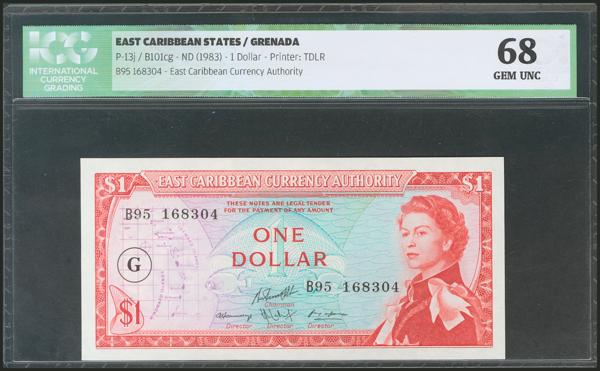 ICG
INTERNATIONAL
CURRENCY
GRADING
EAST CARIBBEAN STATES / GRENADA
P-13j / B101cg - ND (1983) - 1 Dollar - Printer: TDLR
B95 168304 - East Caribbean Currency Authority
68
GEM UNC
$1
EAST CARIBBEAN CURRENCY AUTHORITY
$1
THESE NOTES ARE LEGAL TENDER
FOR THE PAYMENT OF ANY AMOUNT
B95 168304
ONE
DOLLAR
G
B95 168304
Chairman
$1
Director Director Director